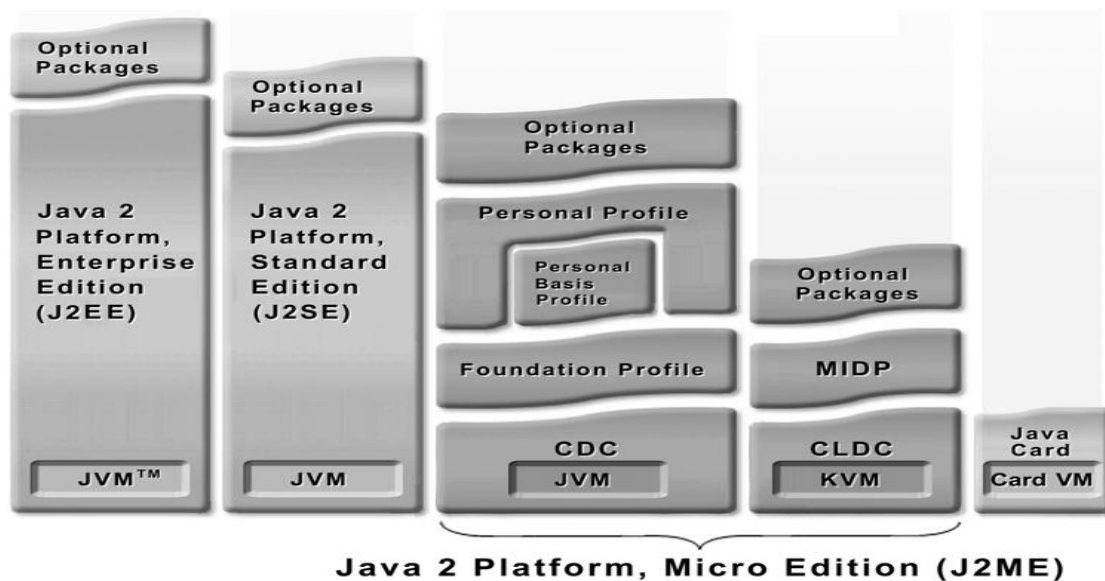 Optional
Packages
Java 2
Platform,
Enterprise
Edition
(J2EE)
JVM™
Optional
Packages
Java 2
Platform,
Standard
Edition
(J2SE)
JVM
Optional
Packages
Personal Profile
Personal
Basis
Profile
Foundation Profile
CDC
JVM
Optional
Packages
MIDP
CLDC
KVM
Java
Card
Card VM
Java 2 Platform, Micro Edition (J2ME)